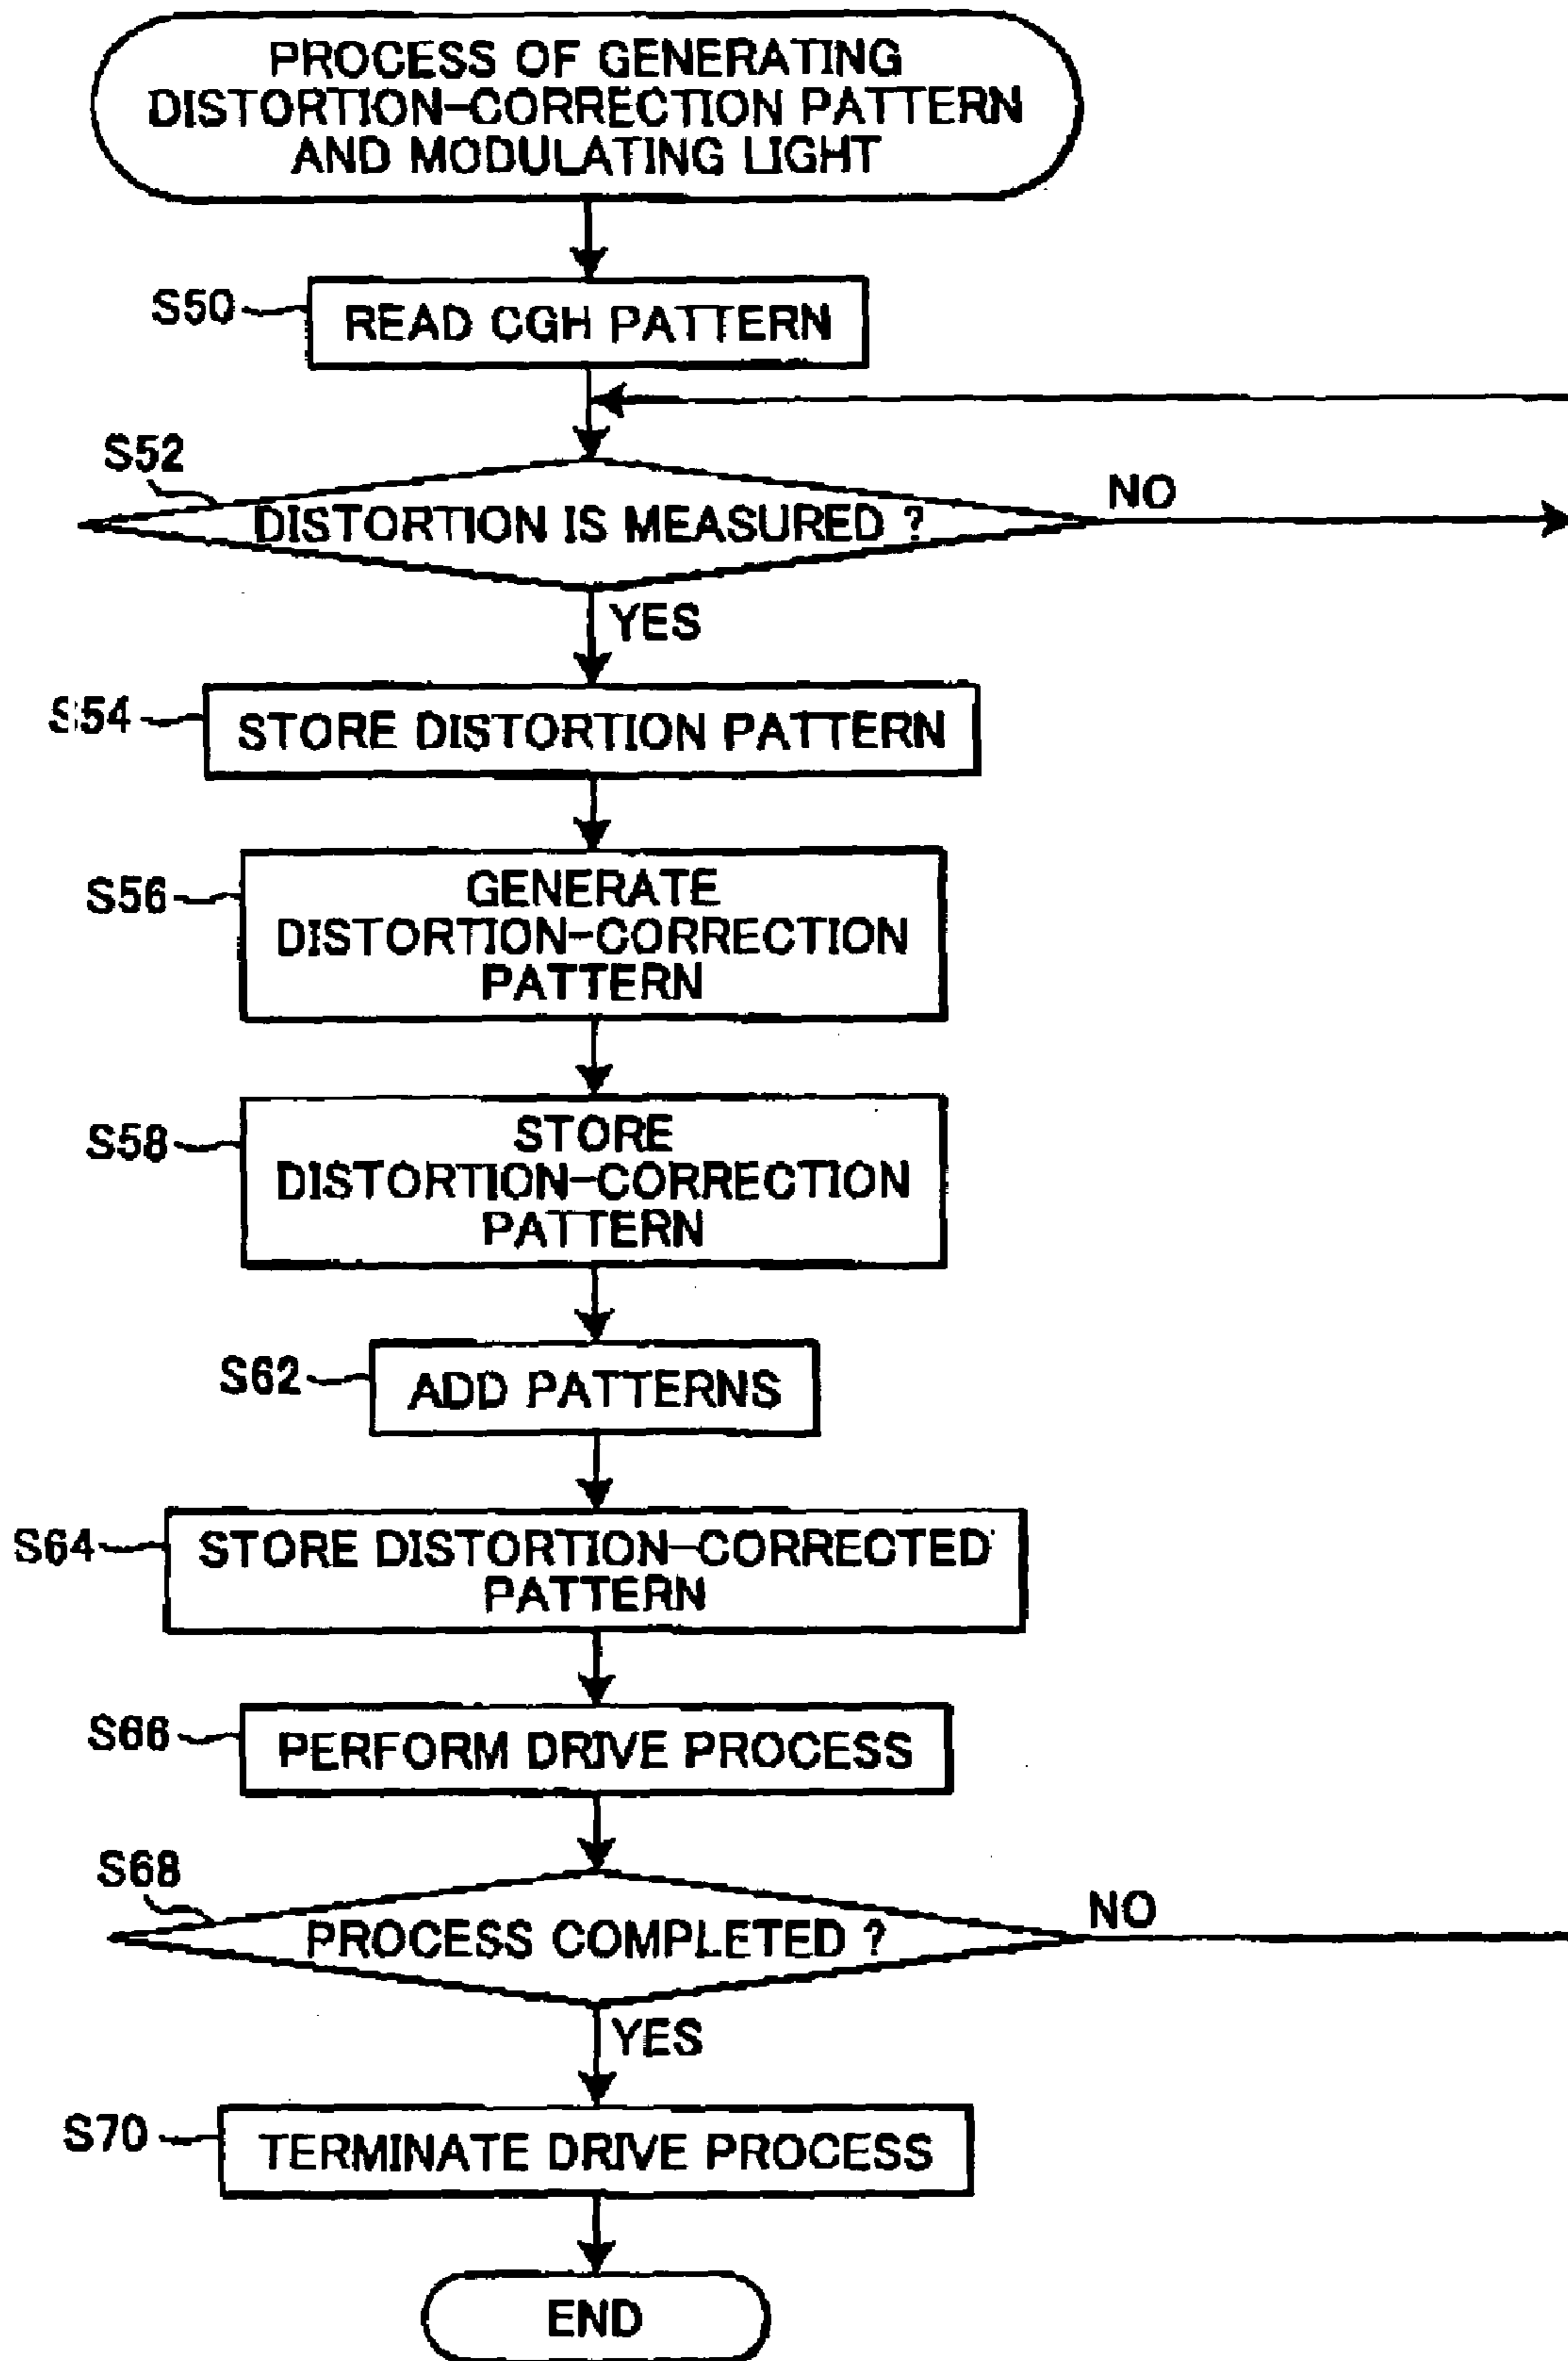 PROCESS OF GENERATING
DISTORTION-CORRECTION PATTERN
AND MODULATING LIGHT
S50
READ CGH PATTERN
S52
DISTORTION IS MEASURED ?
NO
YES
S54
STORE DISTORTION PATTERN
S56
GENERATE
DISTORTION-CORRECTION
PATTERN
S58
STORE
DISTORTION-CORRECTION
PATTERN
S62
ADD PATTERNS
S64
STORE DISTORTION-CORRECTED
PATTERN
S66
PERFORM DRIVE PROCESS
S68
PROCESS COMPLETED ?
NO
YES
S70
TERMINATE DRIVE PROCESS
END